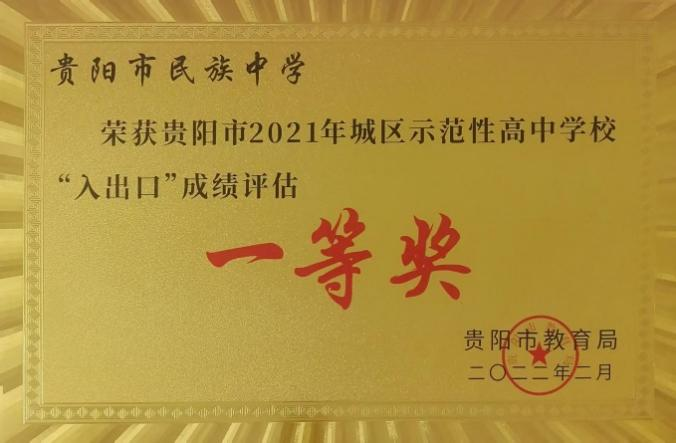 贵阳市民族中学
荣获贵阳市2021年城区示范性高中学校
“入出口”成绩评估
一等奖
贵阳市教育局
二〇二二年二月